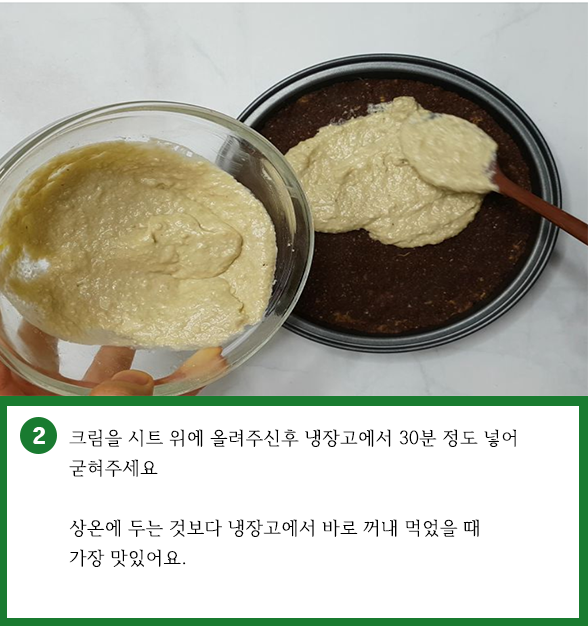 2
크림을 시트 위에 올려주신후 냉장고에서 30분 정도 넣어
굳혀주세요
상온에 두는 것보다 냉장고에서 바로 꺼내 먹었을 때
가장 맛있어요.